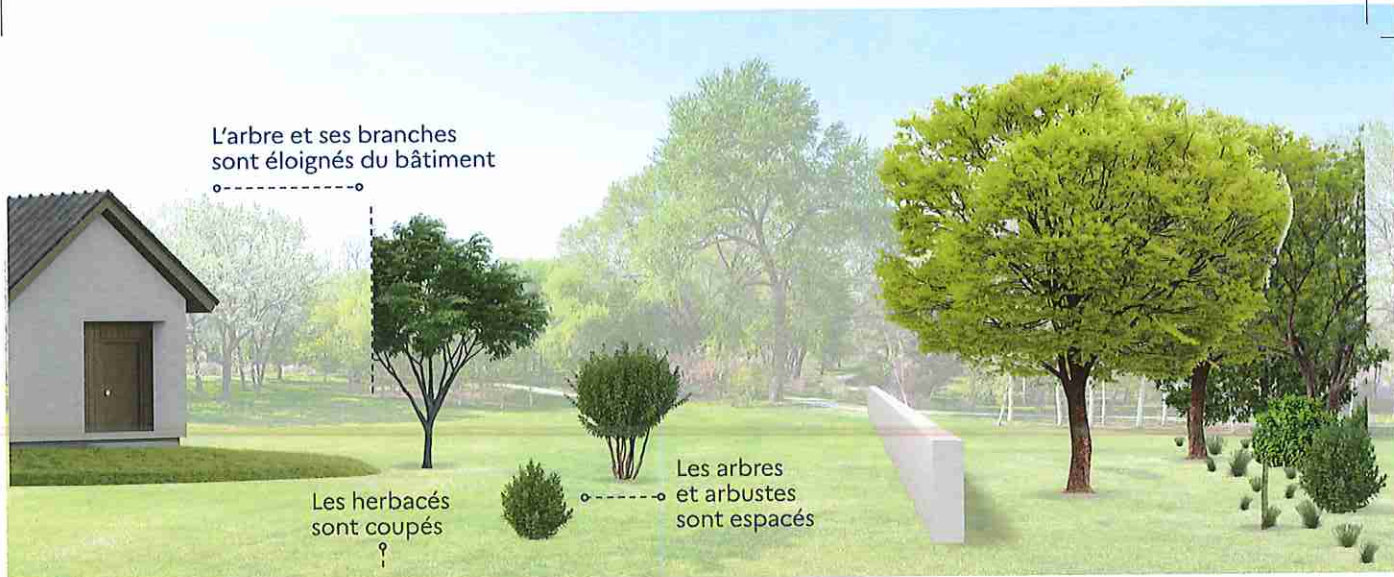 L'arbre et ses branches
sont éloignés du bâtiment
Les herbacés
sont coupés
Les arbres
et arbustes
sont espacés